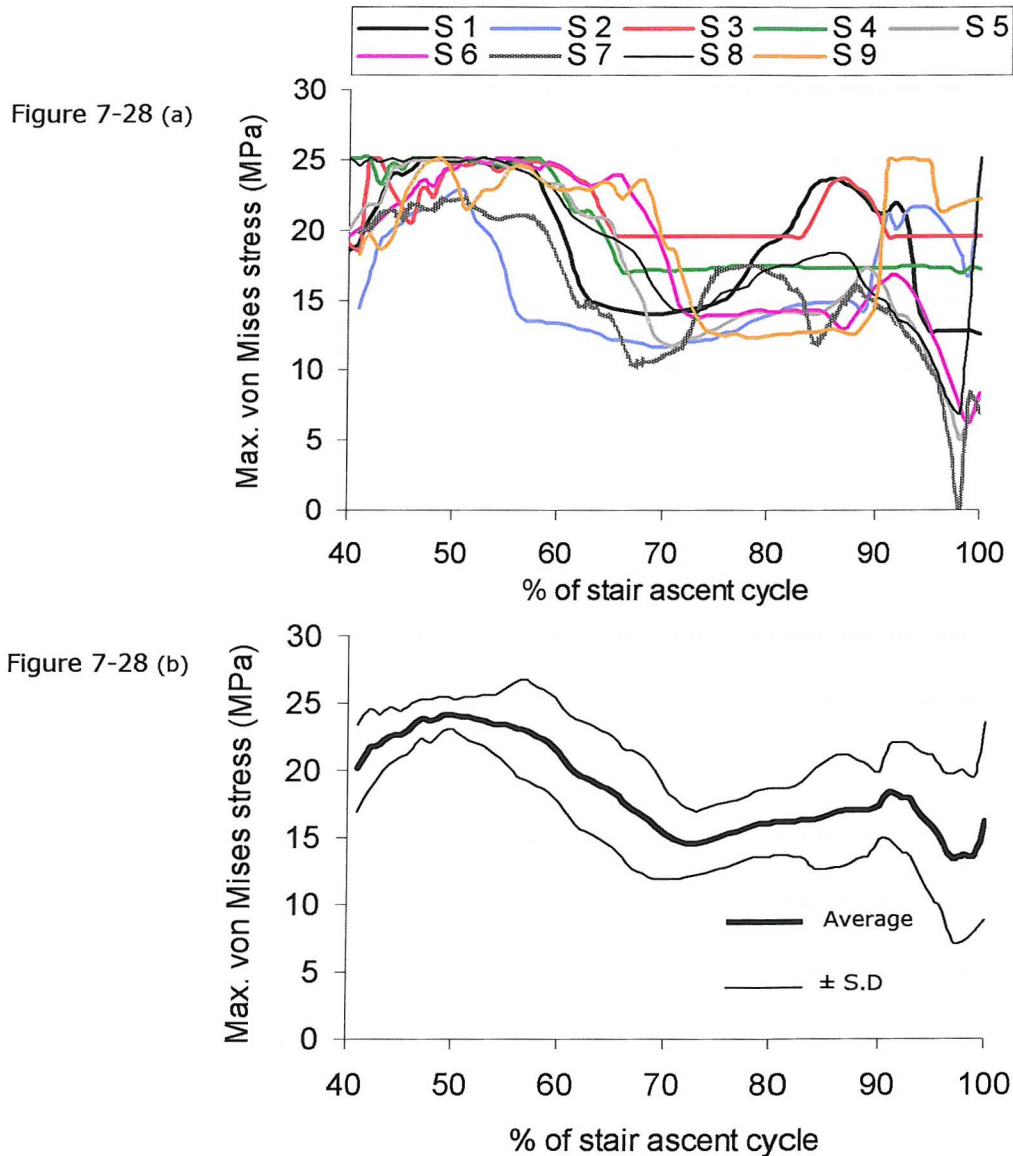 S 1 S 2 S 3 S 4 S 5
S 6 S 7 S 8 S 9
Figure 7-28 (a)
Max. von Mises stress (MPa)
30
25
20
15
10
5
0
40 50 60 70 80 90 100
% of stair ascent cycle
Figure 7-28 (b)
Max. von Mises stress (MPa)
30
25
20
15
10
5
0
Average
± S.D
40 50 60 70 80 90 100
% of stair ascent cycle